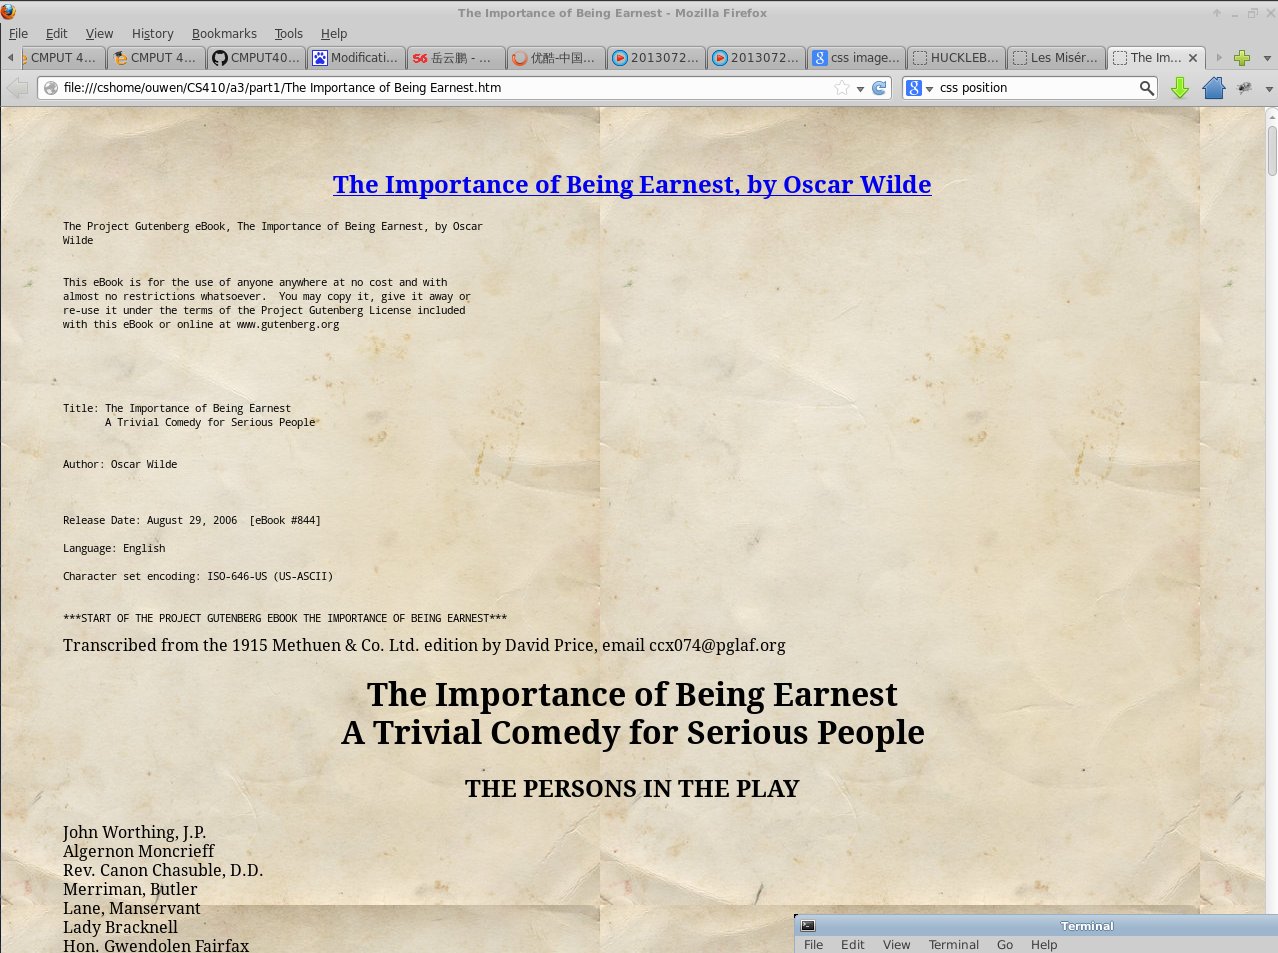 The Importance of Being Earnest - Mozilla Firefox
File Edit View History Bookmarks Tools Help
CMPUT 4... CMPUT 4... CMPUT40... Modificati... 岳云鹏 - ... 优酷-中国... 2013072... 2013072... css image... HUCKLEB... Les Misér... The Im...
file:///cshome/ouwen/CS410/a3/part1/The Importance of Being Earnest.htm css position
The Importance of Being Earnest, by Oscar Wilde
The Project Gutenberg eBook, The Importance of Being Earnest, by Oscar
Wilde
This eBook is for the use of anyone anywhere at no cost and with
almost no restrictions whatsoever.  You may copy it, give it away or
re-use it under the terms of the Project Gutenberg License included
with this eBook or online at www.gutenberg.org
Title: The Importance of Being Earnest
A Trivial Comedy for Serious People
Author: Oscar Wilde
Release Date: August 29, 2006  [eBook #844]
Language: English
Character set encoding: ISO-646-US (US-ASCII)
***START OF THE PROJECT GUTENBERG EBOOK THE IMPORTANCE OF BEING EARNEST***
Transcribed from the 1915 Methuen & Co. Ltd. edition by David Price, email ccx074@pglaf.org
The Importance of Being Earnest
A Trivial Comedy for Serious People
THE PERSONS IN THE PLAY
John Worthing, J.P.
Algernon Moncrieff
Rev. Canon Chasuble, D.D.
Merriman, Butler
Lane, Manservant
Lady Bracknell
Hon. Gwendolen Fairfax
Terminal
File Edit View Terminal Go Help